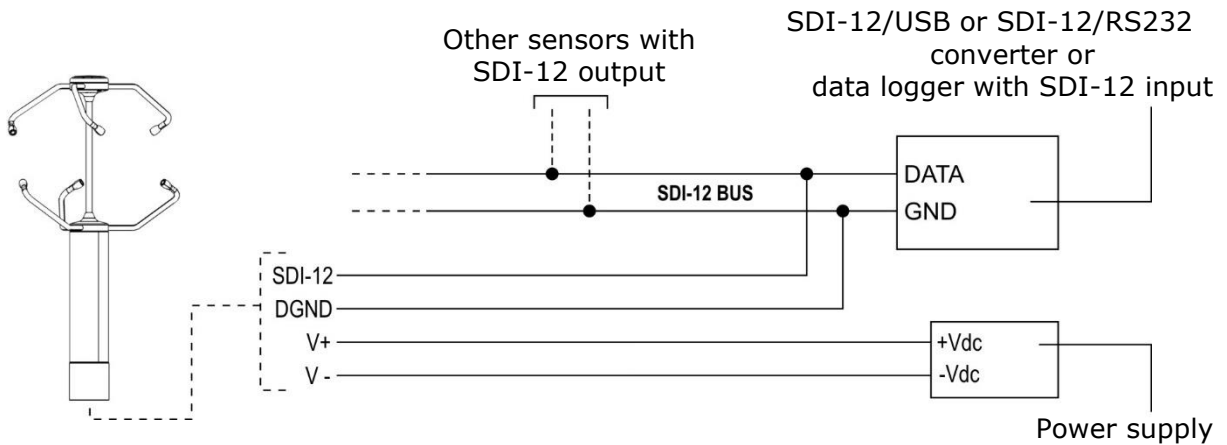 Other sensors with
SDI-12 output
SDI-12/USB or SDI-12/RS232
converter or
data logger with SDI-12 input
DATA
SDI-12 BUS
GND
SDI-12
DGND
V+
V -
+Vdc
-Vdc
Power supply